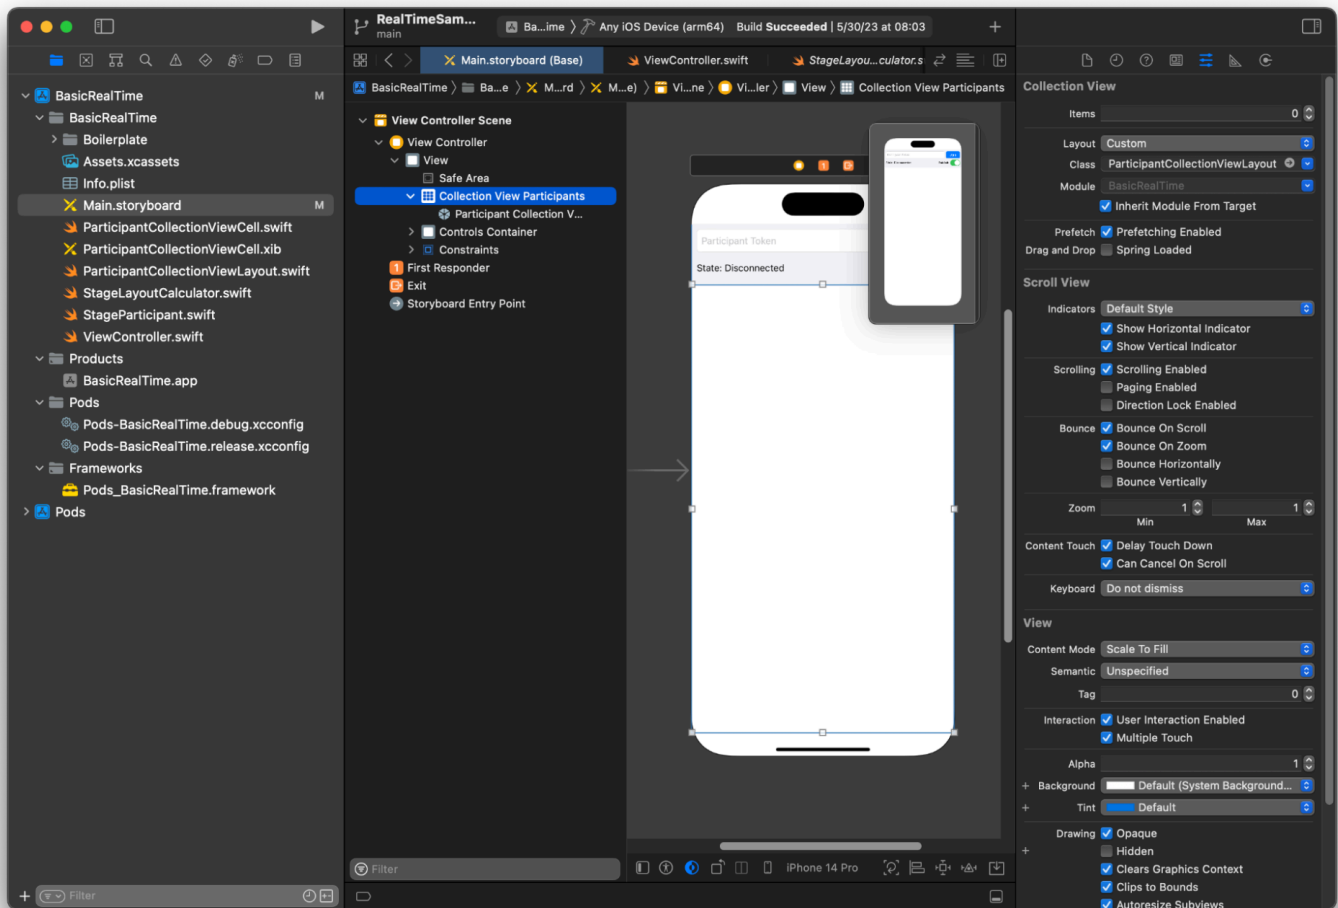 RealTimeSam...
main
Ba...ime
Any iOS Device (arm64)
Build Succeeded | 5/30/23 at 08:03
BasicRealTime
M
BasicRealTime
Boilerplate
Assets.xcassets
Info.plist
Main.storyboard
M
ParticipantCollectionViewCell.swift
ParticipantCollectionViewCell.xib
ParticipantCollectionViewLayout.swift
StageLayoutCalculator.swift
StageParticipant.swift
ViewController.swift
Products
BasicRealTime.app
Pods
Pods-BasicRealTime.debug.xcconfig
Pods-BasicRealTime.release.xcconfig
Frameworks
Pods_BasicRealTime.framework
Pods
Filter
Main.storyboard (Base)
ViewController.swift
StageLayou...culator.s
BasicRealTime
Ba...e
M...rd
M...e)
Vi...ne
Vi...ler
View
Collection View Participants
View Controller Scene
View Controller
View
Safe Area
Collection View Participants
Participant Collection V...
Controls Container
Constraints
First Responder
Exit
Storyboard Entry Point
Filter
Participant Token
State: Disconnected
iPhone 14 Pro
Collection View
Items 0
Layout Custom
Class ParticipantCollectionViewLayout
Module BasicRealTime
Inherit Module From Target
Prefetch Prefetching Enabled
Drag and Drop Spring Loaded
Scroll View
Indicators Default Style
Show Horizontal Indicator
Show Vertical Indicator
Scrolling Scrolling Enabled
Paging Enabled
Direction Lock Enabled
Bounce Bounce On Scroll
Bounce On Zoom
Bounce Horizontally
Bounce Vertically
Zoom 1 1
Min Max
Content Touch Delay Touch Down
Can Cancel On Scroll
Keyboard Do not dismiss
View
Content Mode Scale To Fill
Semantic Unspecified
Tag 0
Interaction User Interaction Enabled
Multiple Touch
Alpha 1
Background Default (System Background...
Tint Default
Drawing Opaque
Hidden
Clears Graphics Context
Clips to Bounds
Autoresize Subviews